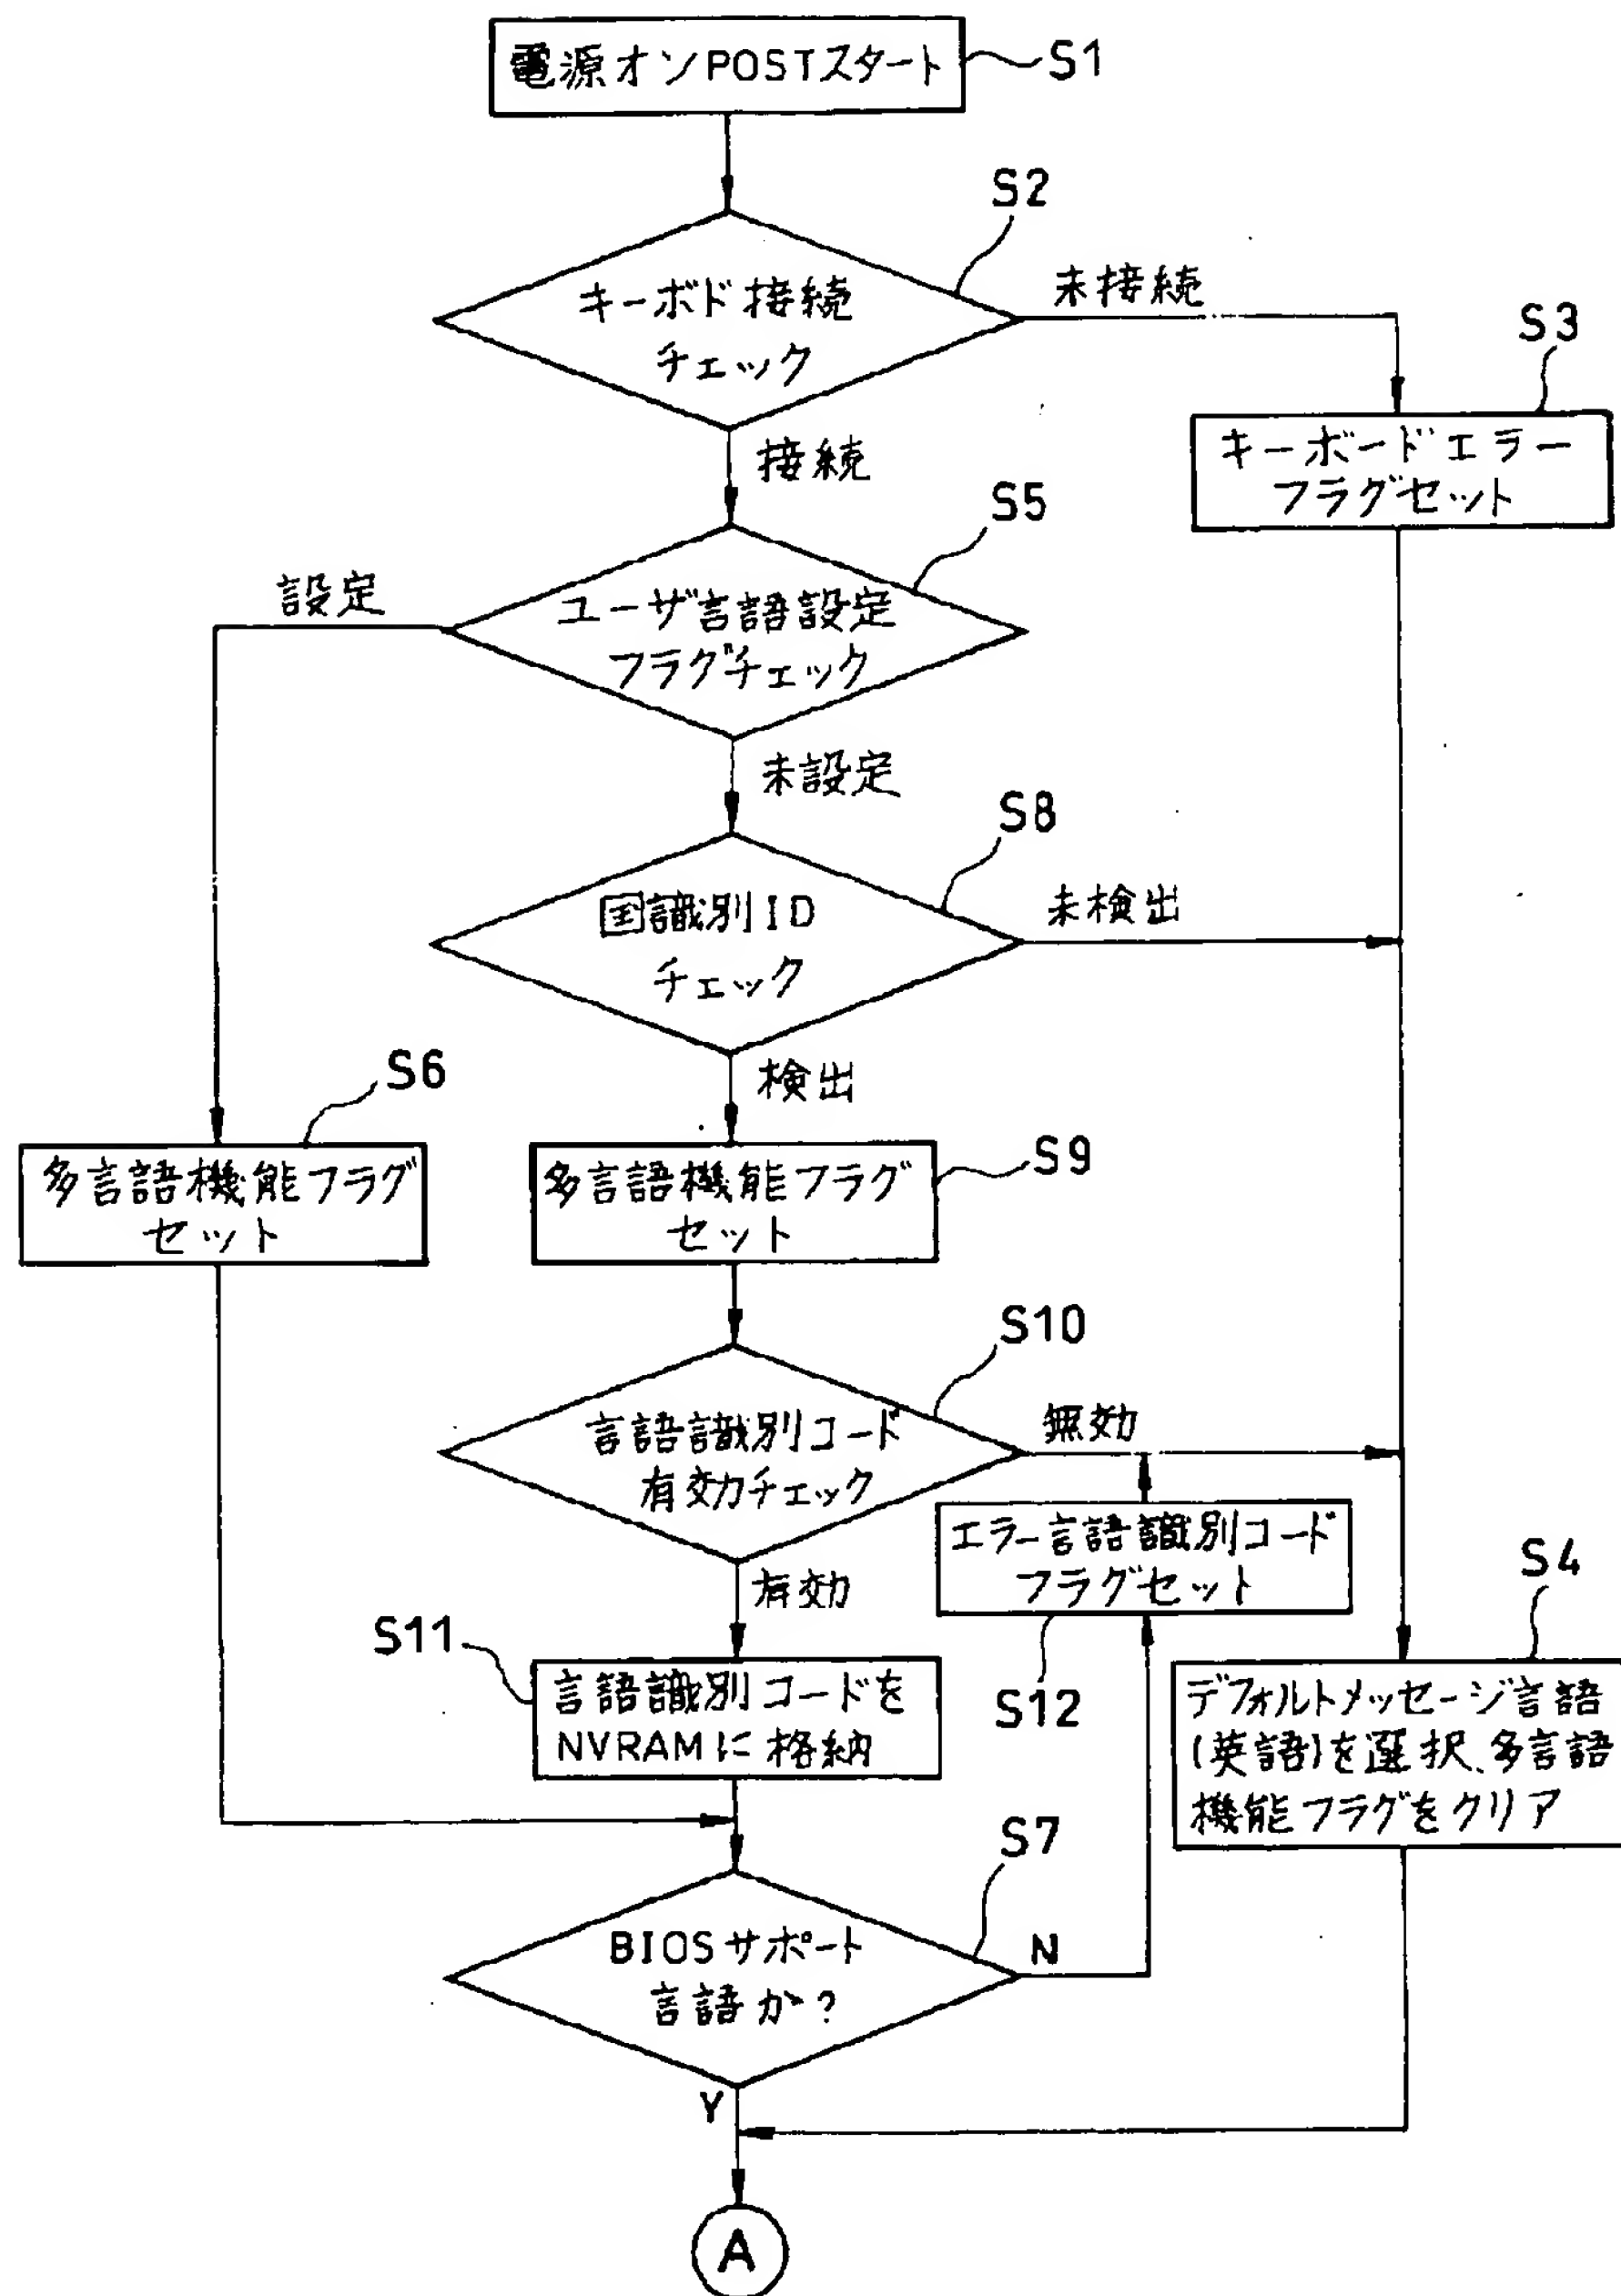 電源オンPOSTスタート
S1
S2
キーボド接続
チェック
未接続
S3
キーボードエラー
フラグセット
接続
S5
設定
ユーザ言語設定
フラグチェック
未設定
S8
国識別ID
チェック
未検出
検出
S6
多言語機能フラグ
セット
S9
多言語機能フラグ
セット
S10
言語識別コード
有効チェック
無効
エラー言語識別コード
フラグセット
S12
有効
S11
言語識別コードを
NVRAMに格納
S4
デフォルトメッセージ言語
(英語)を選択、多言語
機能フラグをクリア
S7
BIOSサポート
言語か?
N
Y
A